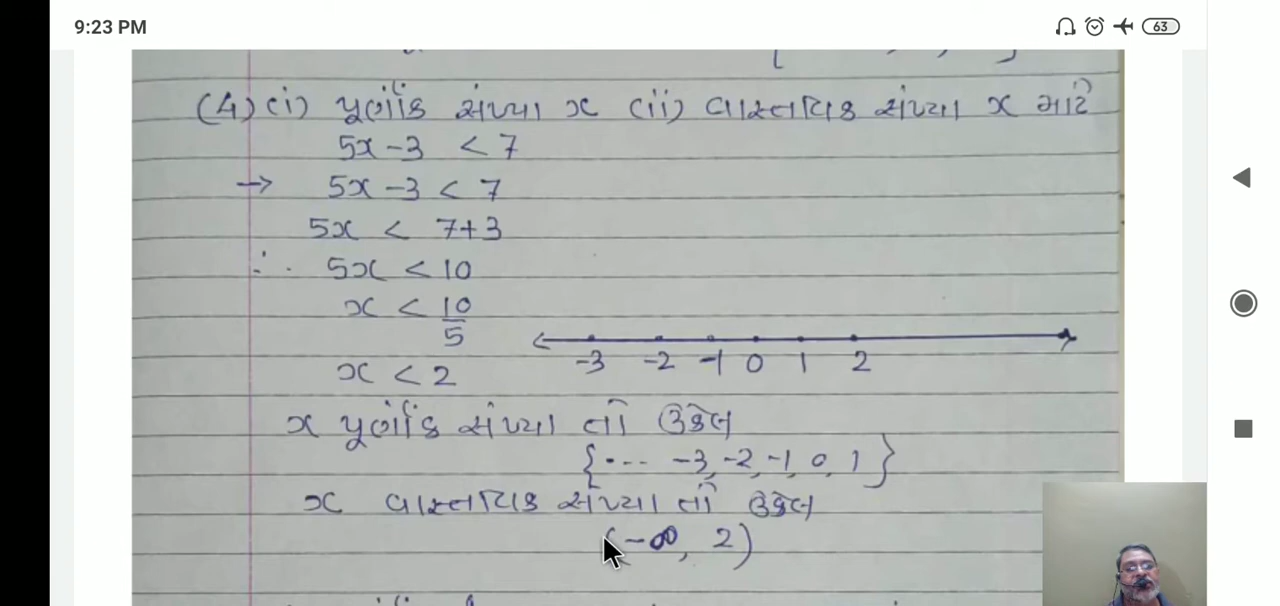 9:23 PM
63
(4) (i) પૂર્ણાંક સંખ્યા x (ii) વાસ્તવિક સંખ્યા x માટે
5x - 3 < 7
→ 5x - 3 < 7
5x < 7+3
∴ 5x < 10
x < 10/5
-3 -2 -1 0 1 2
x < 2
x પૂર્ણાંક સંખ્યા તો ઉકેલ
{ ... -3, -2, -1, 0, 1 }
x વાસ્તવિક સંખ્યા તો ઉકેલ
(-∞, 2)